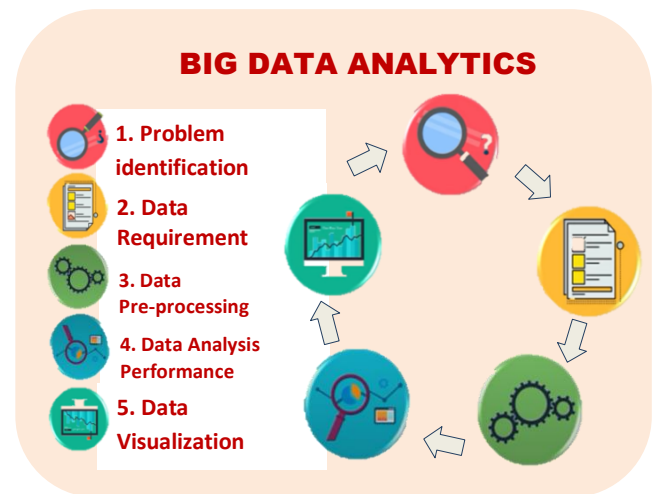 BIG DATA ANALYTICS
1. Problem
identification
2. Data
Requirement
3. Data
Pre-processing
4. Data Analysis
Performance
5. Data
Visualization